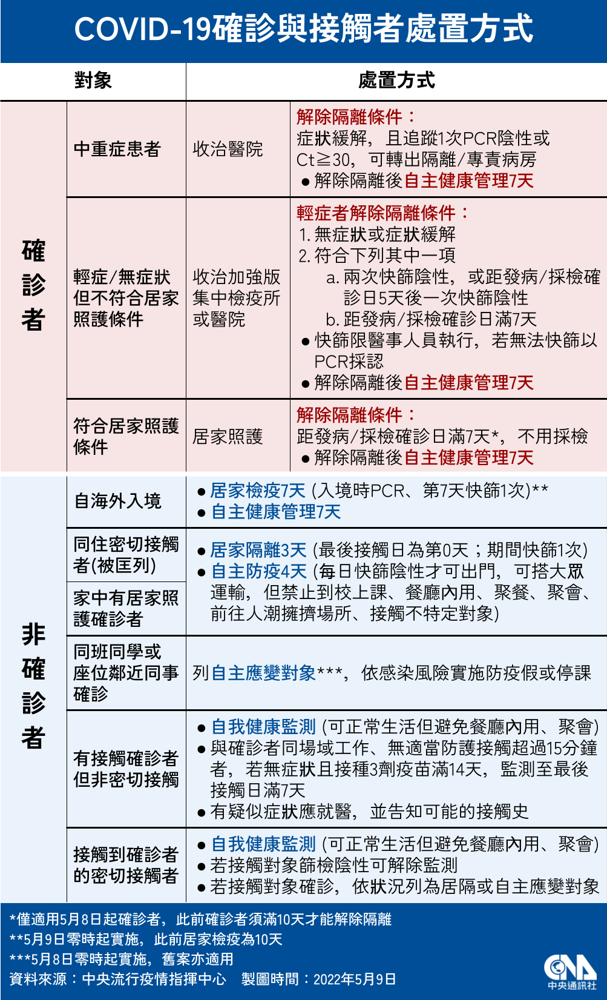 COVID-19確診與接觸者處置方式
對象
處置方式
確診者
中重症患者
收治醫院
解除隔離條件：
症狀緩解，且追蹤1次PCR陰性或
Ct≧30，可轉出隔離/專責病房
●解除隔離後自主健康管理7天
輕症/無症狀
但不符合居家
照護條件
收治加強版
集中檢疫所
或醫院
輕症者解除隔離條件：
1. 無症狀或症狀緩解
2. 符合下列其中一項
a. 兩次快篩陰性，或距發病/採檢確
診日5天後一次快篩陰性
b. 距發病/採檢確診日滿7天
●快篩限醫事人員執行，若無法快篩以
PCR採認
●解除隔離後自主健康管理7天
符合居家照護
條件
居家照護
解除隔離條件：
距發病/採檢確診日滿7天*，不用採檢
●解除隔離後自主健康管理7天
非確診者
自海外入境
●居家檢疫7天 (入境時PCR、第7天快篩1次)**
●自主健康管理7天
同住密切接觸
者(被匡列)
家中有居家照
護確診者
●居家隔離3天 (最後接觸日為第0天；期間快篩1次)
●自主防疫4天 (每日快篩陰性才可出門，可搭大眾
運輸，但禁止到校上課、餐廳內用、聚餐、聚會、
前往人潮擁擠場所、接觸不特定對象)
同班同學或
座位鄰近同事
確診
列自主應變對象***，依感染風險實施防疫假或停課
有接觸確診者
但非密切接觸
●自我健康監測 (可正常生活但避免餐廳內用、聚會)
●與確診者同場域工作、無適當防護接觸超過15分鐘
者，若無症狀且接種3劑疫苗滿14天，監測至最後
接觸日滿7天
●有疑似症狀應就醫，並告知可能的接觸史
接觸到確診者
的密切接觸者
●自我健康監測 (可正常生活但避免餐廳內用、聚會)
●若接觸對象篩檢陰性可解除監測
●若接觸對象確診，依狀況列為居隔或自主應變對象
*僅適用5月8日起確診者，此前確診者須滿10天才能解除隔離
**5月9日零時起實施，此前居家檢疫為10天
***5月8日零時起實施，舊案亦適用
資料來源：中央流行疫情指揮中心　製圖時間：2022年5月9日
CNA
中央通訊社